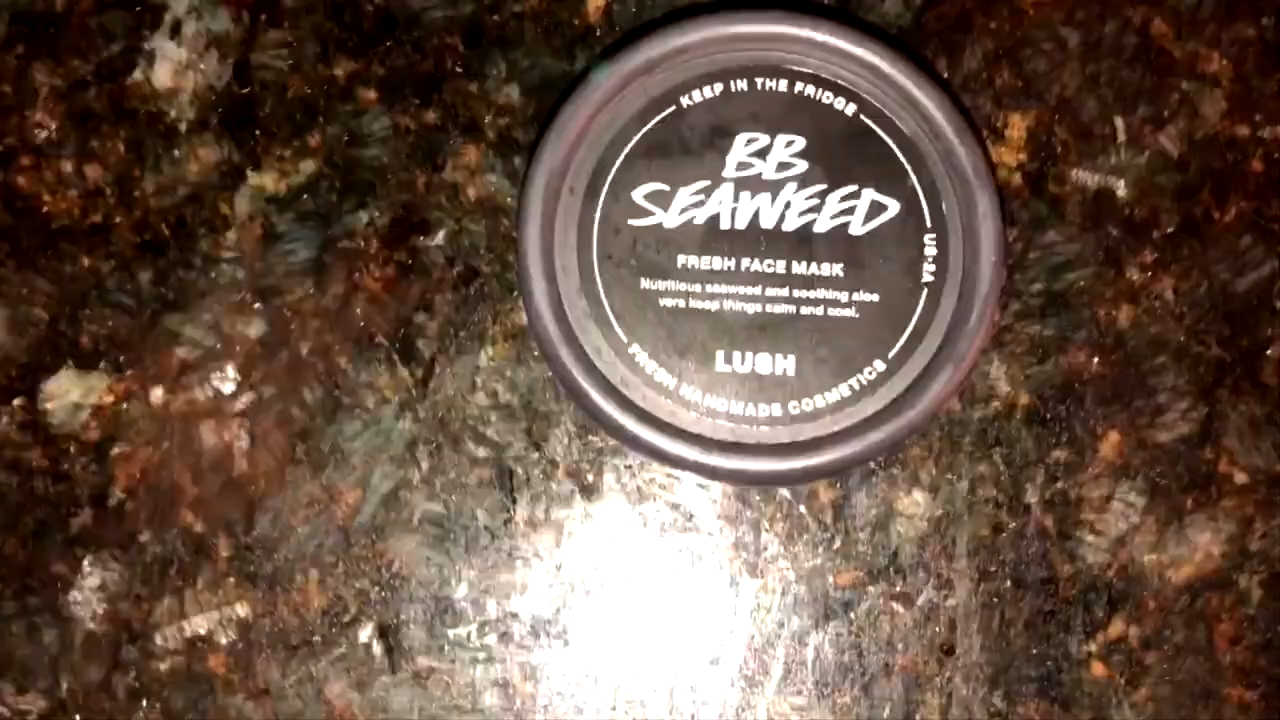 KEEP IN THE FRIDGE
BB
SEAWEED
FRESH FACE MASK
Nutritious seaweed and soothing aloe
vera keep things calm and cool.
LUSH
FRESH HANDMADE COSMETICS